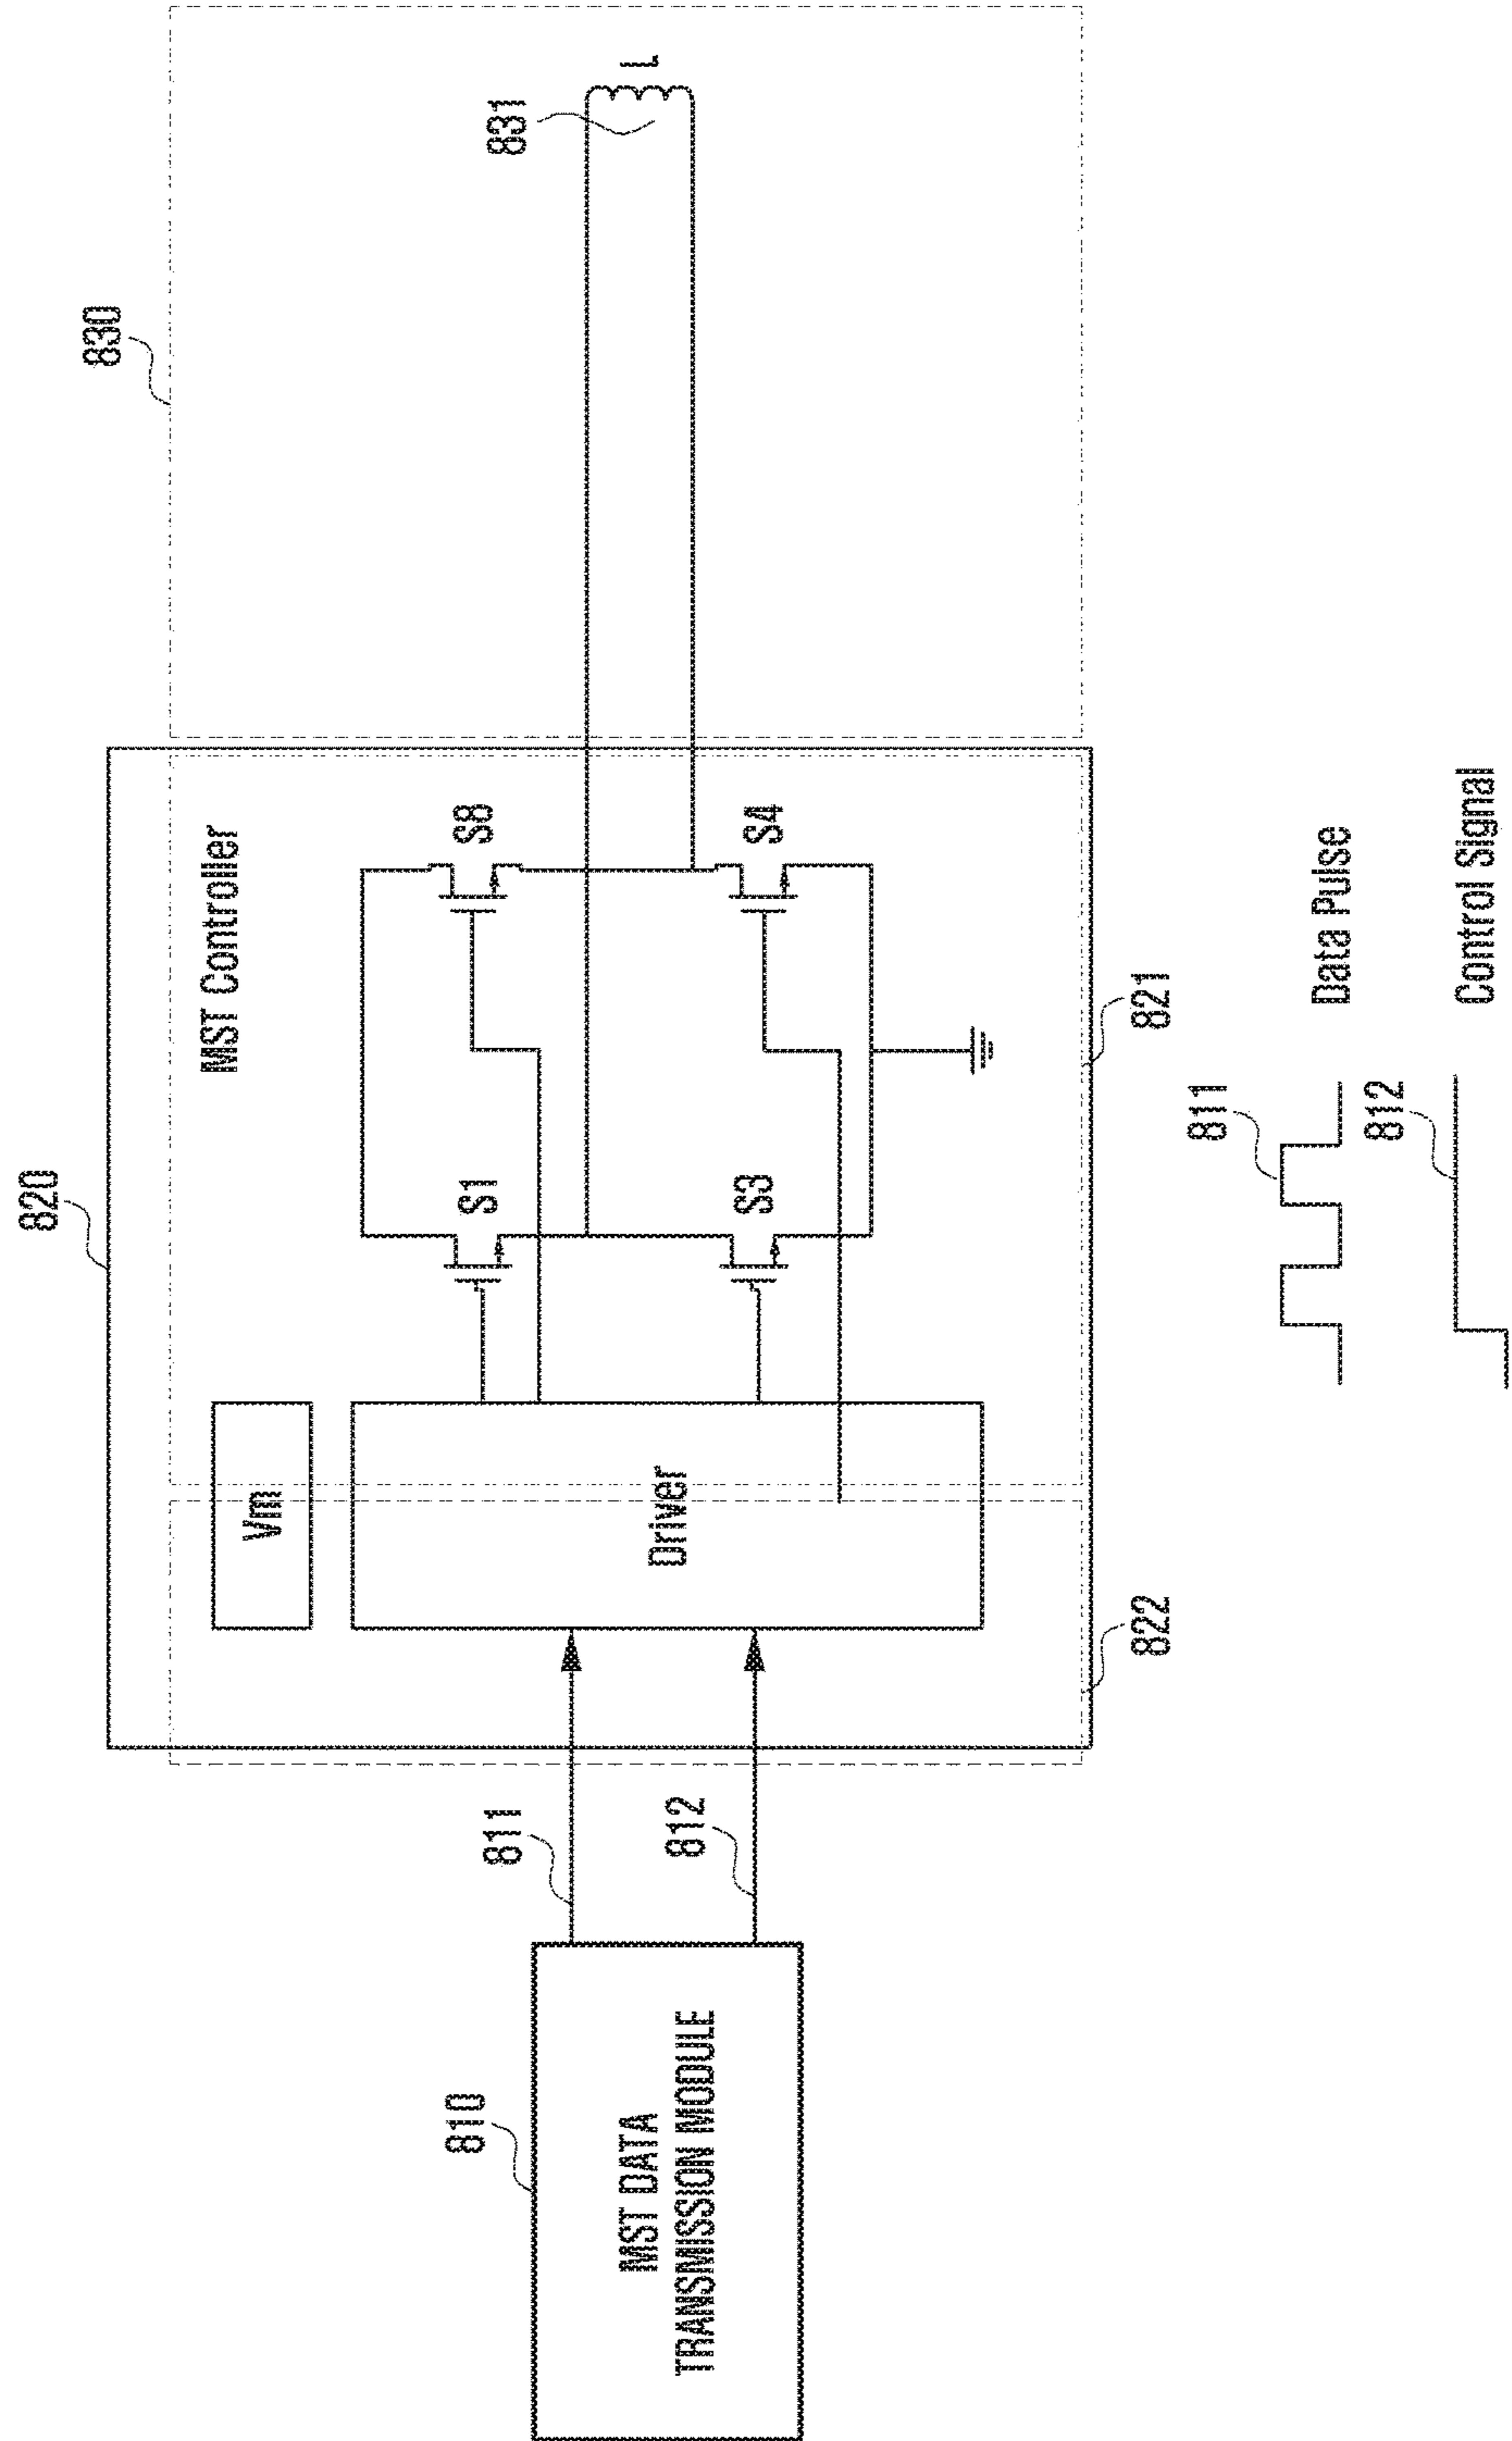 820
830
MST Controller
Vm
810
811
S1
S8
831
L
MST DATA
TRANSMISSION MODULE
Driver
812
S3
S4
822
821
811
Data Pulse
812
Control Signal